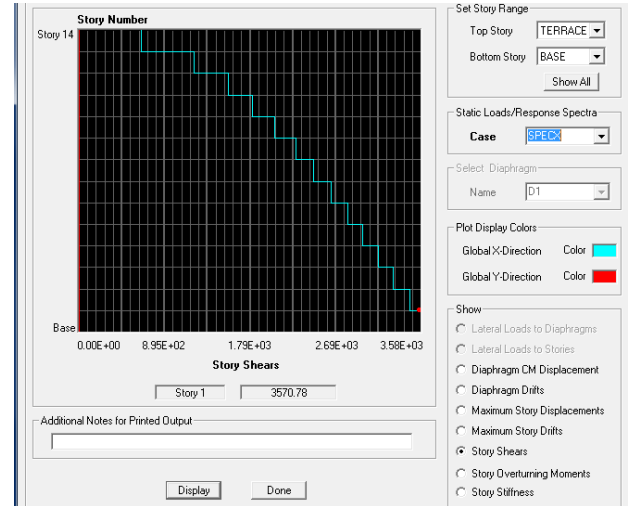 Story Number
Story 14
Base
0.00E+00 8.95E+02 1.79E+03 2.69E+03 3.58E+03
Story Shears
Story 1 3570.78
Additional Notes for Printed Output
Display Done
Set Story Range
Top Story TERRACE
Bottom Story BASE
Show All
Static Loads/Response Spectra
Case SPECX
Select Diaphragm
Name D1
Plot Display Colors
Global X-Direction Color
Global Y-Direction Color
Show
Lateral Loads to Diaphragms
Lateral Loads to Stories
Diaphragm CM Displacement
Diaphragm Drifts
Maximum Story Displacements
Maximum Story Drifts
Story Shears
Story Overturning Moments
Story Stiffness